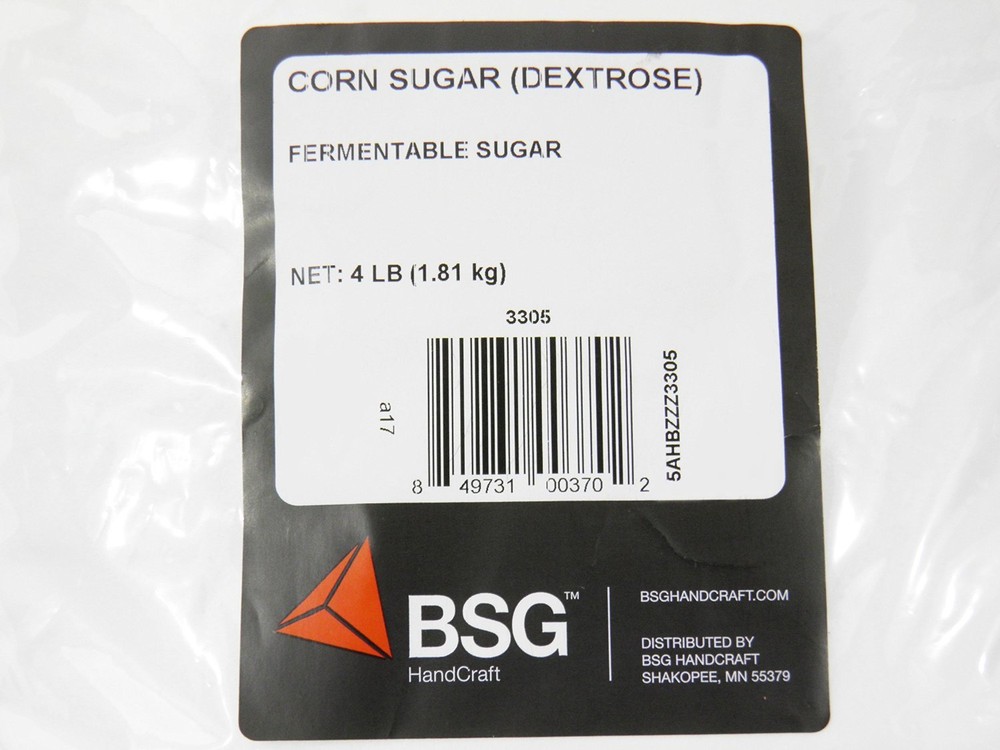 CORN SUGAR (DEXTROSE)
FERMENTABLE SUGAR
NET: 4 LB (1.81 kg)
3305
a17
8 49731 00370 2
5AHBZZZ3305
BSG™
HandCraft
BSGHANDCRAFT.COM
DISTRIBUTED BY
BSG HANDCRAFT
SHAKOPEE, MN 55379